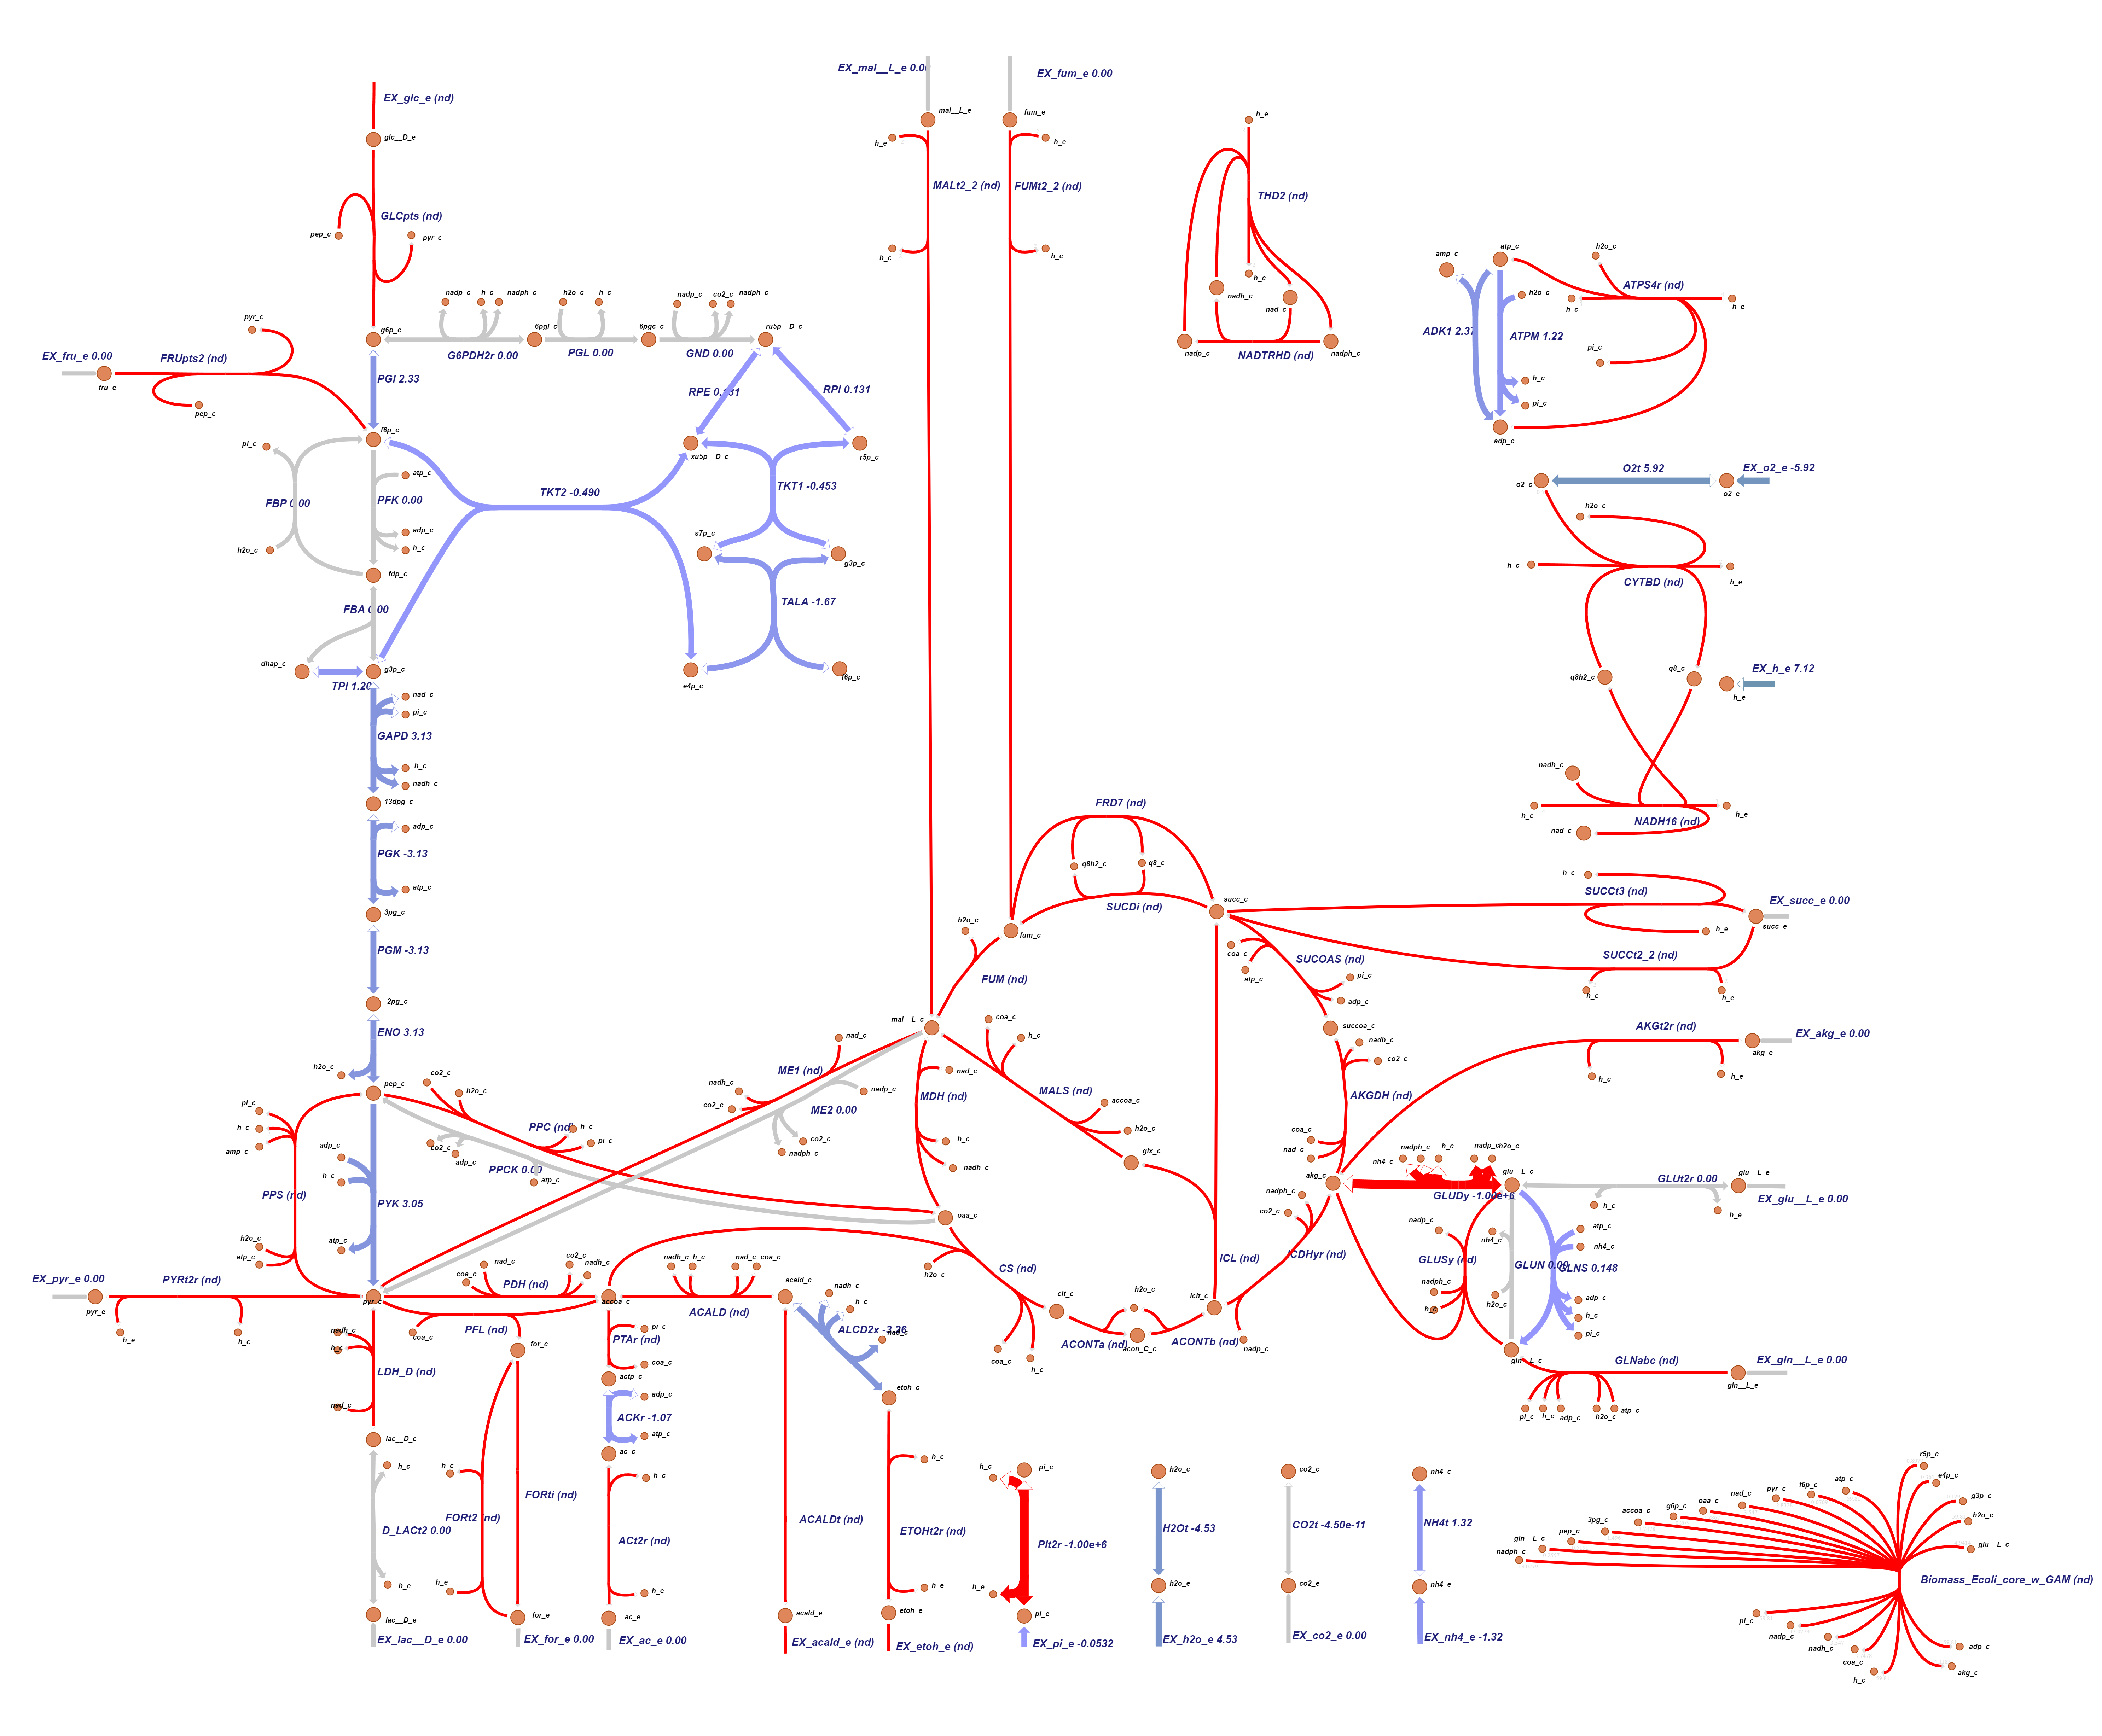 EX_glc_e (nd)
glc__D_e
GLCpts (nd)
pep_c
pyr_c
g6p_c
nadp_c
h_c
nadph_c
G6PDH2r 0.00
6pgl_c
h2o_c
h_c
PGL 0.00
6pgc_c
nadp_c
co2_c
nadph_c
GND 0.00
ru5p__D_c
EX_fru_e 0.00
fru_e
FRUpts2 (nd)
pyr_c
pep_c
PGI 2.33
f6p_c
RPE 0.131
RPI 0.131
xu5p__D_c
r5p_c
pi_c
FBP 0.00
h2o_c
PFK 0.00
atp_c
adp_c
h_c
fdp_c
TKT2 -0.490
TKT1 -0.453
s7p_c
g3p_c
TALA -1.67
e4p_c
f6p_c
FBA 0.00
dhap_c
g3p_c
TPI 1.20
nad_c
pi_c
GAPD 3.13
h_c
nadh_c
13dpg_c
adp_c
PGK -3.13
atp_c
3pg_c
PGM -3.13
2pg_c
ENO 3.13
h2o_c
pep_c
EX_mal__L_e 0.00
mal__L_e
h_e
MALt2_2 (nd)
h_c
EX_fum_e 0.00
fum_e
h_e
FUMt2_2 (nd)
h_c
h_e
THD2 (nd)
h_c
nadh_c
nad_c
nadp_c
nadph_c
NADTRHD (nd)
amp_c
atp_c
h2o_c
ATPS4r (nd)
h2o_c
h_c
h_e
ADK1 2.37
ATPM 1.22
pi_c
h_c
pi_c
adp_c
O2t 5.92
EX_o2_e -5.92
o2_c
o2_e
h2o_c
h_c
h_e
CYTBD (nd)
q8h2_c
q8_c
EX_h_e 7.12
h_e
nadh_c
h_c
h_e
NADH16 (nd)
nad_c
FRD7 (nd)
q8h2_c
q8_c
SUCDi (nd)
succ_c
fum_c
h2o_c
FUM (nd)
mal__L_c
h_c
SUCCt3 (nd)
h_e
EX_succ_e 0.00
succ_e
SUCCt2_2 (nd)
h_c
h_e
coa_c
atp_c
SUCOAS (nd)
pi_c
adp_c
succoa_c
nadh_c
co2_c
AKGDH (nd)
coa_c
nad_c
akg_c
AKGt2r (nd)
h_c
h_e
akg_e
EX_akg_e 0.00
coa_c
h_c
MALS (nd)
accoa_c
h2o_c
glx_c
nad_c
MDH (nd)
h_c
nadh_c
oaa_c
nad_c
ME1 (nd)
nadh_c
co2_c
nadp_c
ME2 0.00
co2_c
nadph_c
co2_c
h2o_c
PPC (nd)
h_c
pi_c
co2_c
adp_c
PPCK 0.00
atp_c
pi_c
h_c
amp_c
PPS (nd)
h2o_c
atp_c
adp_c
h_c
PYK 3.05
atp_c
EX_pyr_e 0.00
pyr_e
PYRt2r (nd)
h_e
h_c
pyr_c
coa_c
nad_c
PDH (nd)
co2_c
nadh_c
accoa_c
coa_c
PFL (nd)
for_c
nadh_c
h_c
nad_c
coa_c
ACALD (nd)
acald_c
nadh_c
h_c
ALCD2x -3.26
nad_c
etoh_c
h2o_c
CS (nd)
coa_c
h_c
cit_c
h2o_c
ACONTa (nd)
acon_C_c
ACONTb (nd)
icit_c
ICL (nd)
nadph_c
co2_c
ICDHyr (nd)
nadp_c
nh4_c
nadph_c
h_c
nadp_c
h2o_c
glu__L_c
GLUDy -1.00e+6
GLUt2r 0.00
h_c
h_e
glu__L_e
EX_glu__L_e 0.00
nadp_c
GLUSy (nd)
nadph_c
h_c
nh4_c
GLUN 0.00
h2o_c
atp_c
nh4_c
GLNS 0.148
adp_c
h_c
pi_c
gln__L_c
GLNabc (nd)
pi_c
h_c
adp_c
h2o_c
atp_c
gln__L_e
EX_gln__L_e 0.00
nadh_c
h_c
LDH_D (nd)
nad_c
lac__D_c
h_c
D_LACt2 0.00
h_e
lac__D_e
EX_lac__D_e 0.00
h_c
FORt2 (nd)
h_e
FORti (nd)
for_e
EX_for_e 0.00
PTAr (nd)
pi_c
coa_c
actp_c
adp_c
ACKr -1.07
atp_c
ac_c
h_c
ACt2r (nd)
h_e
ac_e
EX_ac_e 0.00
ACALDt (nd)
acald_e
EX_acald_e (nd)
h_c
ETOHt2r (nd)
h_e
etoh_e
EX_etoh_e (nd)
h_c
pi_c
PIt2r -1.00e+6
h_e
pi_e
EX_pi_e -0.0532
h2o_c
H2Ot -4.53
h2o_e
EX_h2o_e 4.53
co2_c
CO2t -4.50e-11
co2_e
EX_co2_e 0.00
nh4_c
NH4t 1.32
nh4_e
EX_nh4_e -1.32
r5p_c
e4p_c
g3p_c
h2o_c
glu__L_c
atp_c
f6p_c
pyr_c
nad_c
oaa_c
g6p_c
accoa_c
3pg_c
pep_c
gln__L_c
nadph_c
Biomass_Ecoli_core_w_GAM (nd)
pi_c
nadp_c
nadh_c
coa_c
h_c
adp_c
akg_c